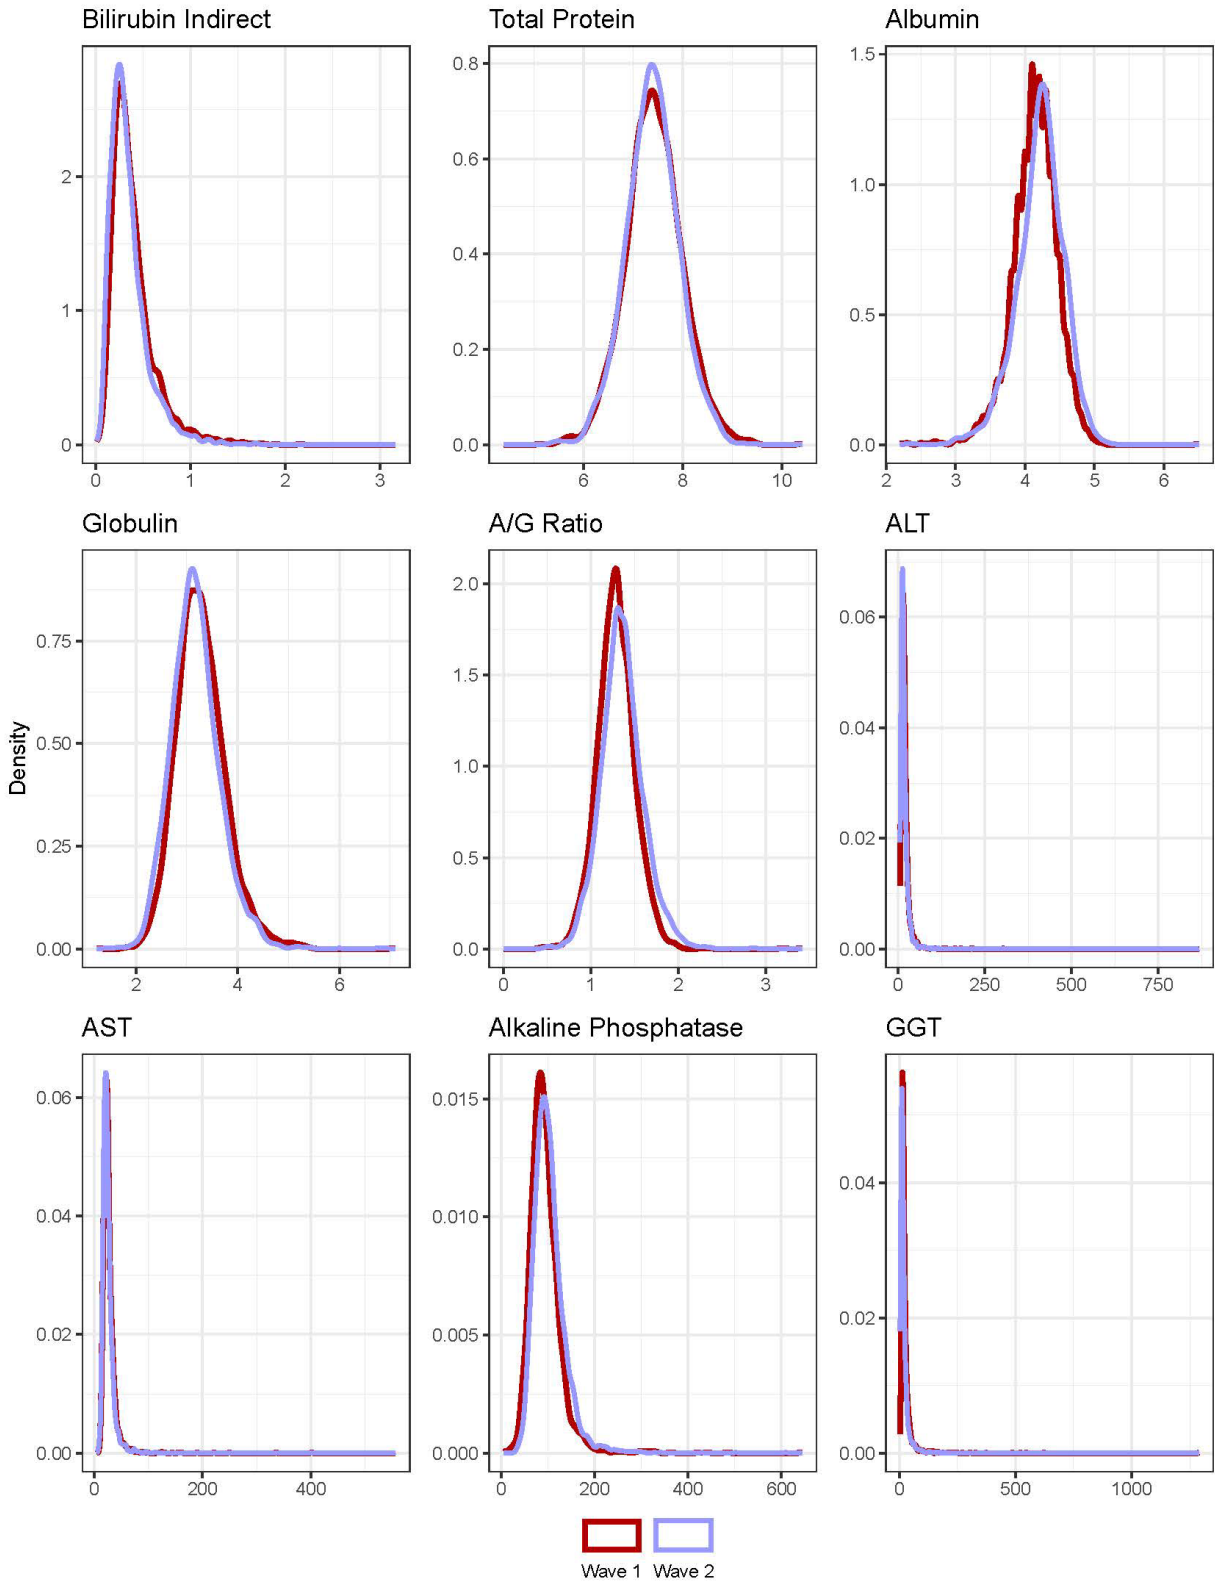 Bilirubin Indirect
Total Protein
Albumin
2
1
0
0 1 2 3
0.8
0.6
0.4
0.2
0.0
6 8 10
1.5
1.0
0.5
0.0
2 3 4 5 6
Globulin
A/G Ratio
ALT
Density
0.75
0.50
0.25
0.00
2 4 6
2.0
1.5
1.0
0.5
0.0
0 1 2 3
0.06
0.04
0.02
0.00
0 250 500 750
AST
Alkaline Phosphatase
GGT
0.06
0.04
0.02
0.00
0 200 400
0.015
0.010
0.005
0.000
0 200 400 600
0.04
0.02
0.00
0 500 1000
Wave 1 Wave 2